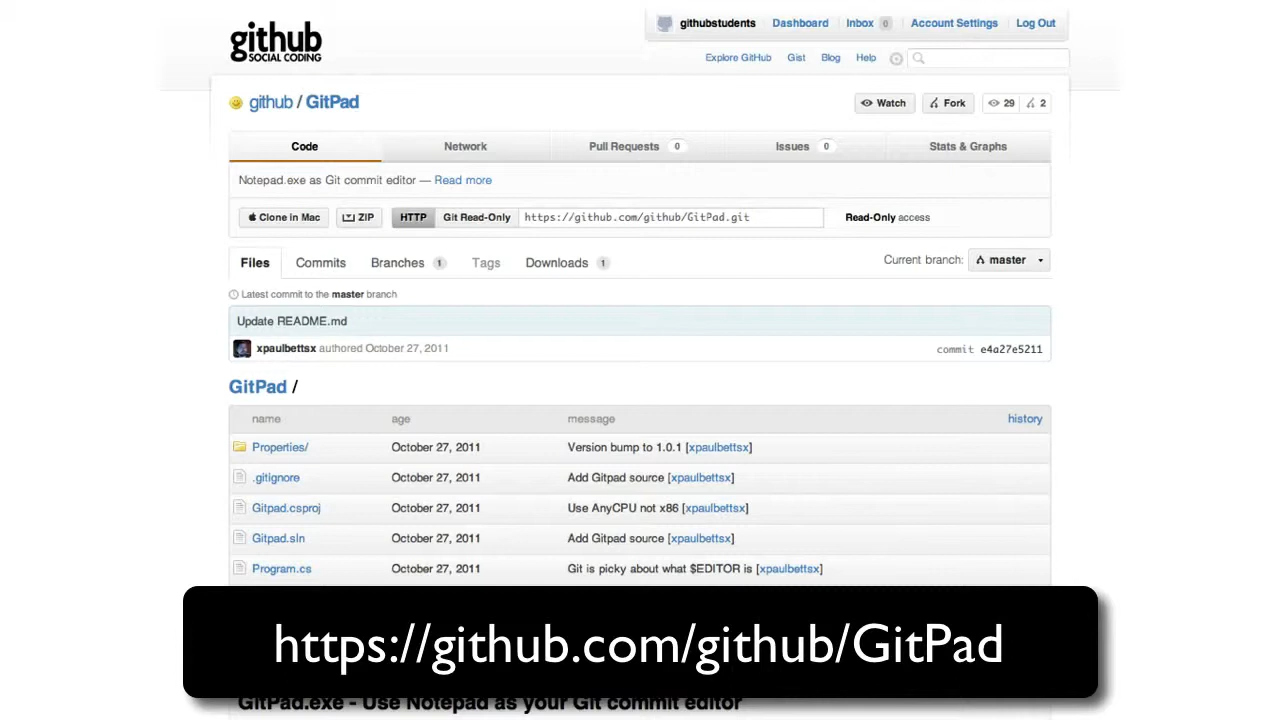 github
SOCIAL CODING
githubstudents Dashboard Inbox 0 Account Settings Log Out
Explore GitHub Gist Blog Help
github / GitPad
Watch Fork 29 2
Code Network Pull Requests 0 Issues 0 Stats & Graphs
Notepad.exe as Git commit editor — Read more
Clone in Mac ZIP HTTP Git Read-Only https://github.com/github/GitPad.git Read-Only access
Files Commits Branches 1 Tags Downloads 1 Current branch: master
Latest commit to the master branch
Update README.md
xpaulbettsx authored October 27, 2011 commit e4a27e5211
GitPad /
name age message history
Properties/ October 27, 2011 Version bump to 1.0.1 [xpaulbettsx]
.gitignore October 27, 2011 Add Gitpad source [xpaulbettsx]
Gitpad.csproj October 27, 2011 Use AnyCPU not x86 [xpaulbettsx]
Gitpad.sln October 27, 2011 Add Gitpad source [xpaulbettsx]
Program.cs October 27, 2011 Git is picky about what $EDITOR is [xpaulbettsx]
https://github.com/github/GitPad
GitPad.exe - Use Notepad as your Git commit editor